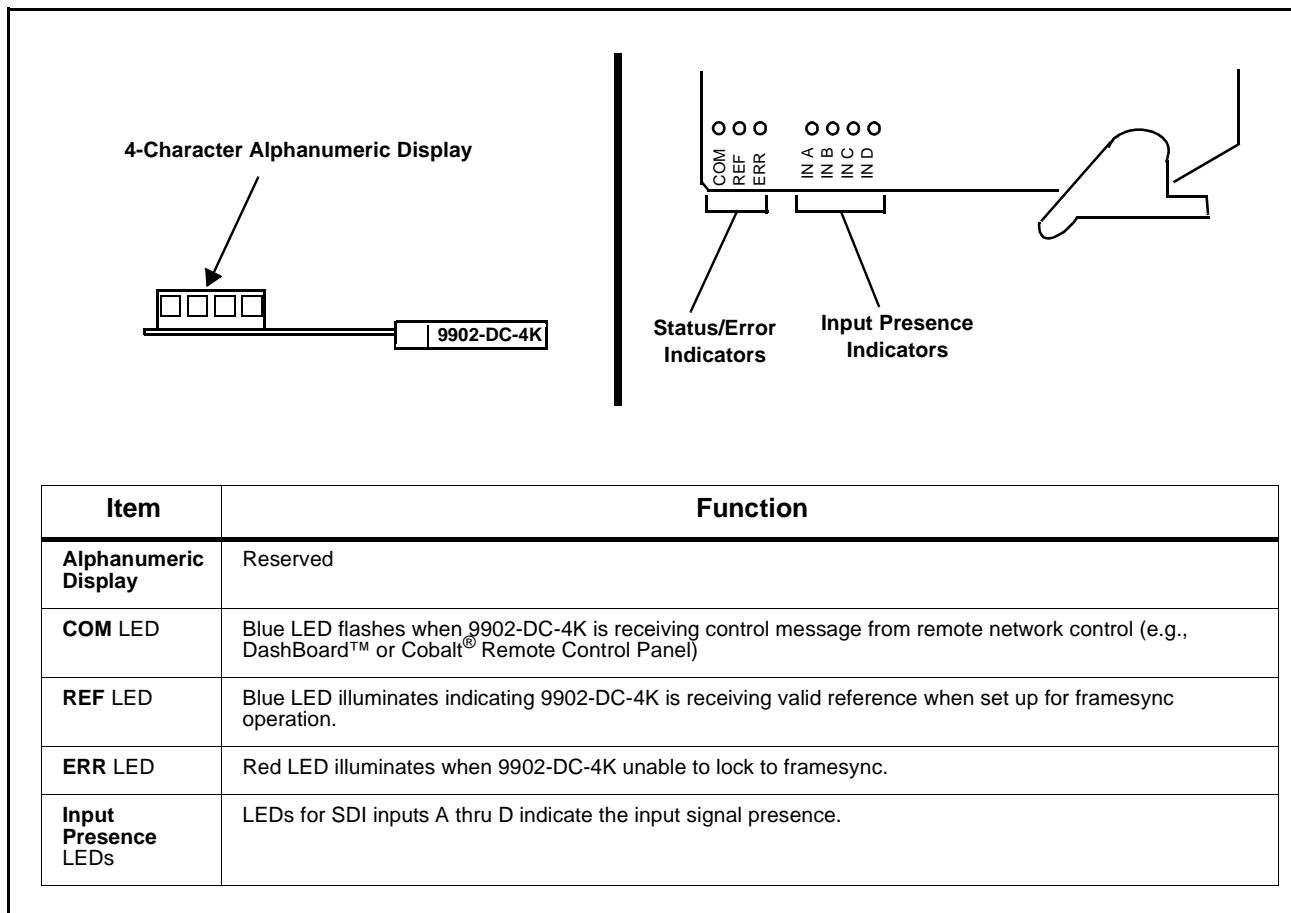 4-Character Alphanumeric Display
9902-DC-4K
COM
REF
ERR
IN A
IN B
IN C
IN D
Status/Error
Indicators
Input Presence
Indicators
Item
Function
Alphanumeric
Display
Reserved
COM LED
Blue LED flashes when 9902-DC-4K is receiving control message from remote network control (e.g.,
DashBoard™ or Cobalt® Remote Control Panel)
REF LED
Blue LED illuminates indicating 9902-DC-4K is receiving valid reference when set up for framesync
operation.
ERR LED
Red LED illuminates when 9902-DC-4K unable to lock to framesync.
Input
Presence
LEDs
LEDs for SDI inputs A thru D indicate the input signal presence.